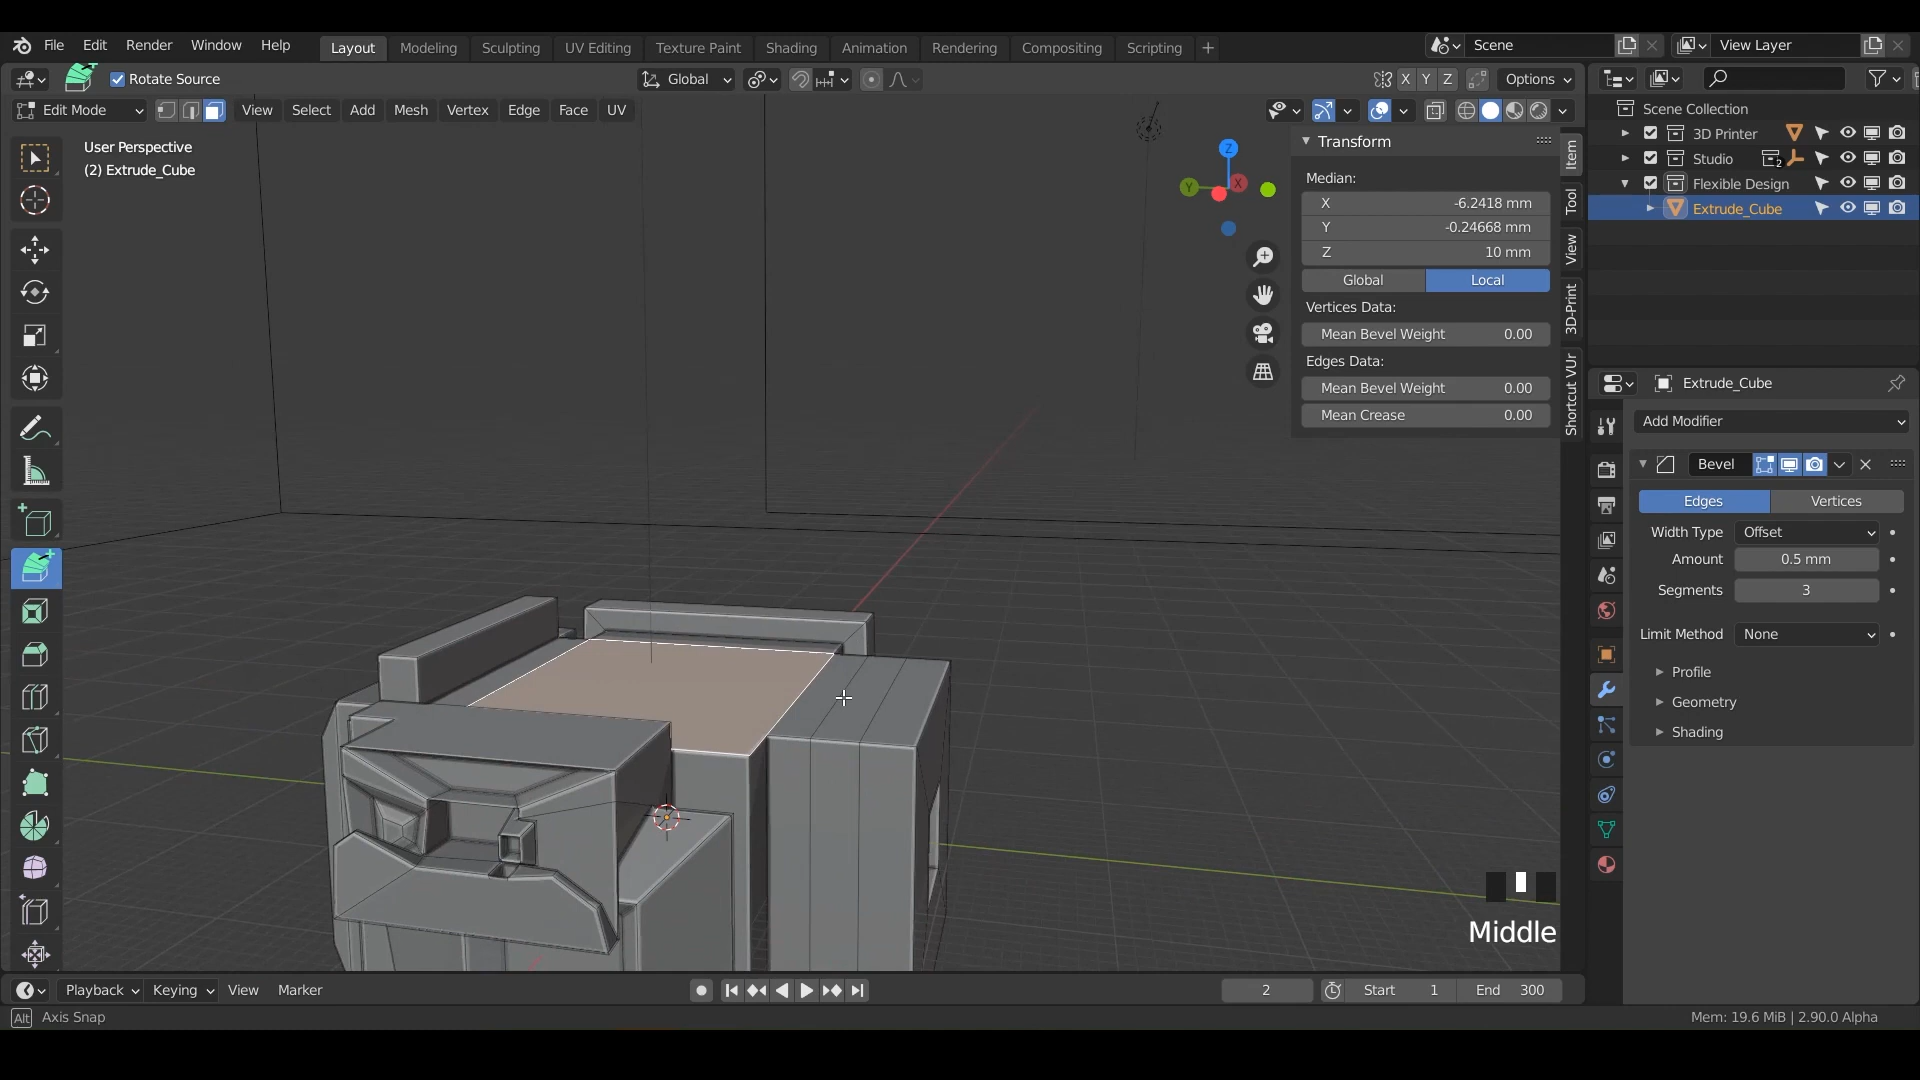 File Edit Render Window Help Layout Modeling Sculpting UV Editing Texture Paint Shading Animation Rendering Compositing Scripting + Scene View Layer
Rotate Source Global X Y Z Options
Edit Mode View Select Add Mesh Vertex Edge Face UV
User Perspective
(2) Extrude_Cube
Z
Y
X
Transform
Median:
X -6.2418 mm
Y -0.24668 mm
Z 10 mm
Global Local
Vertices Data:
Mean Bevel Weight 0.00
Edges Data:
Mean Bevel Weight 0.00
Mean Crease 0.00
Item
Tool
View
3D-Print
Shortcut VUr
Scene Collection
3D Printer
Studio 2
Flexible Design
Extrude_Cube
Extrude_Cube
Add Modifier
Bevel
Edges Vertices
Width Type Offset
Amount 0.5 mm
Segments 3
Limit Method None
Profile
Geometry
Shading
Middle
Playback Keying View Marker 2 Start 1 End 300
Alt Axis Snap Mem: 19.6 MiB | 2.90.0 Alpha